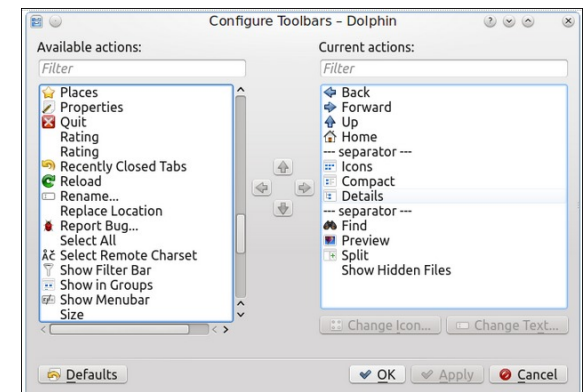 Configure Toolbars – Dolphin
Available actions:
Filter
Places
Properties
Quit
Rating
Rating
Recently Closed Tabs
Reload
Rename...
Replace Location
Report Bug...
Select All
Select Remote Charset
Show Filter Bar
Show in Groups
Show Menubar
Size
Current actions:
Filter
Back
Forward
Up
Home
--- separator ---
Icons
Compact
Details
--- separator ---
Find
Preview
Split
Show Hidden Files
Change Icon...
Change Text...
Defaults
OK
Apply
Cancel